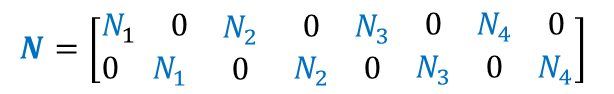 N = [N₁ 0 N₂ 0 N₃ 0 N₄ 0
0 N₁ 0 N₂ 0 N₃ 0 N₄]